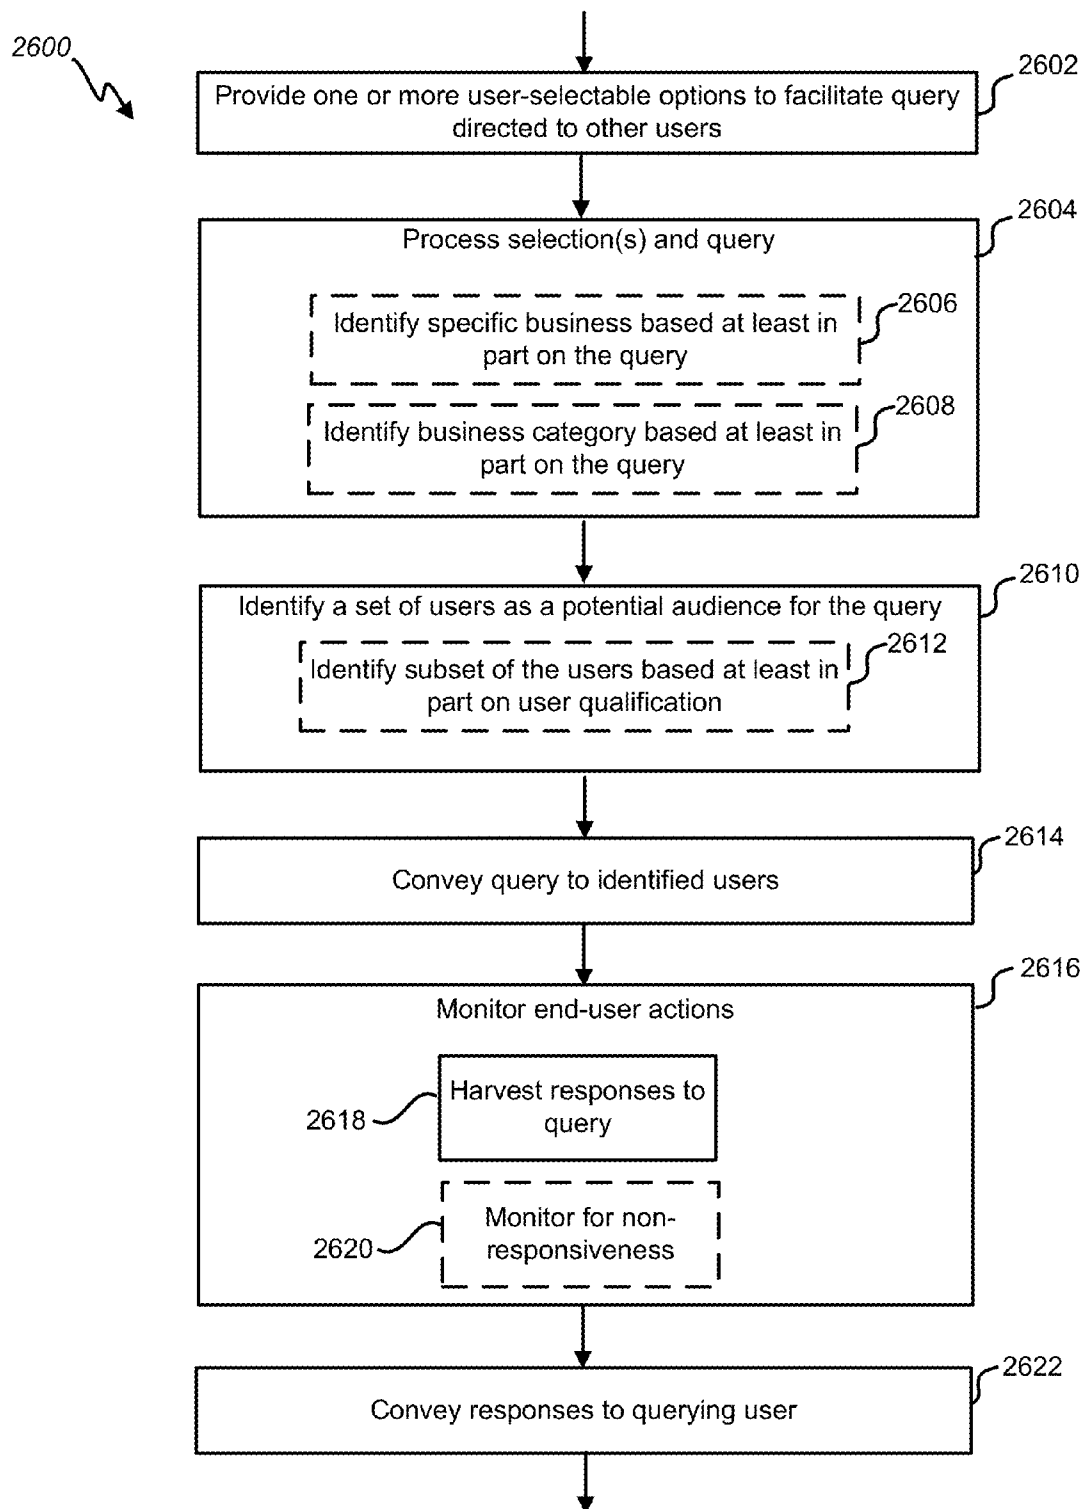 2600
2602
Provide one or more user-selectable options to facilitate query
directed to other users
2604
Process selection(s) and query
2606
Identify specific business based at least in
part on the query
2608
Identify business category based at least in
part on the query
2610
Identify a set of users as a potential audience for the query
2612
Identify subset of the users based at least in
part on user qualification
2614
Convey query to identified users
2616
Monitor end-user actions
Harvest responses to
query
2618
Monitor for non-
responsiveness
2620
2622
Convey responses to querying user